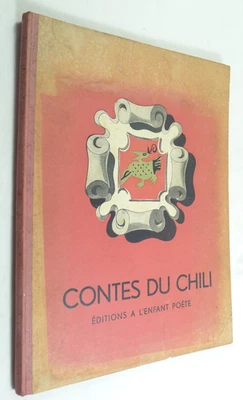 CONTES DU CHILI
ÉDITIONS A L'ENFANT POÈTE